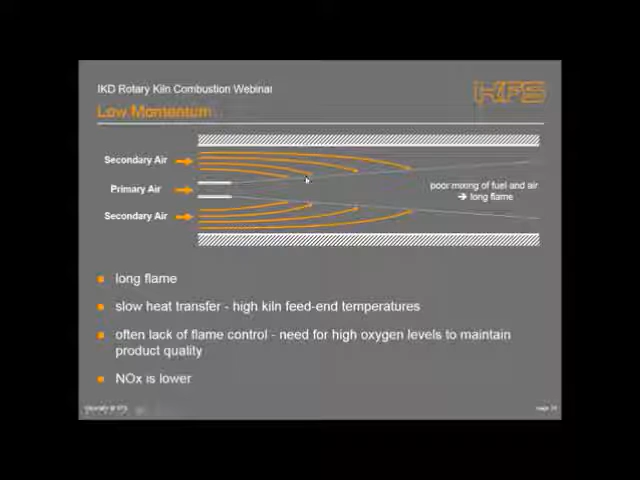 IKD Rotary Kiln Combustion Webinar
KFS
Low Momentum
Secondary Air
Primary Air
Secondary Air
poor mixing of fuel and air
➔ long flame
long flame
slow heat transfer - high kiln feed-end temperatures
often lack of flame control - need for high oxygen levels to maintain
product quality
NOx is lower